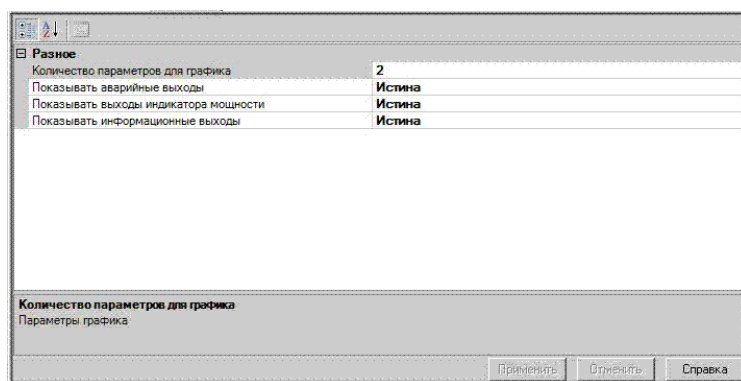 Разное
Количество параметров для графика 2
Показывать аварийные выходы Истина
Показывать выходы индикатора мощности Истина
Показывать информационные выходы Истина
Количество параметров для графика
Параметры графика
Применить Отменить Справка